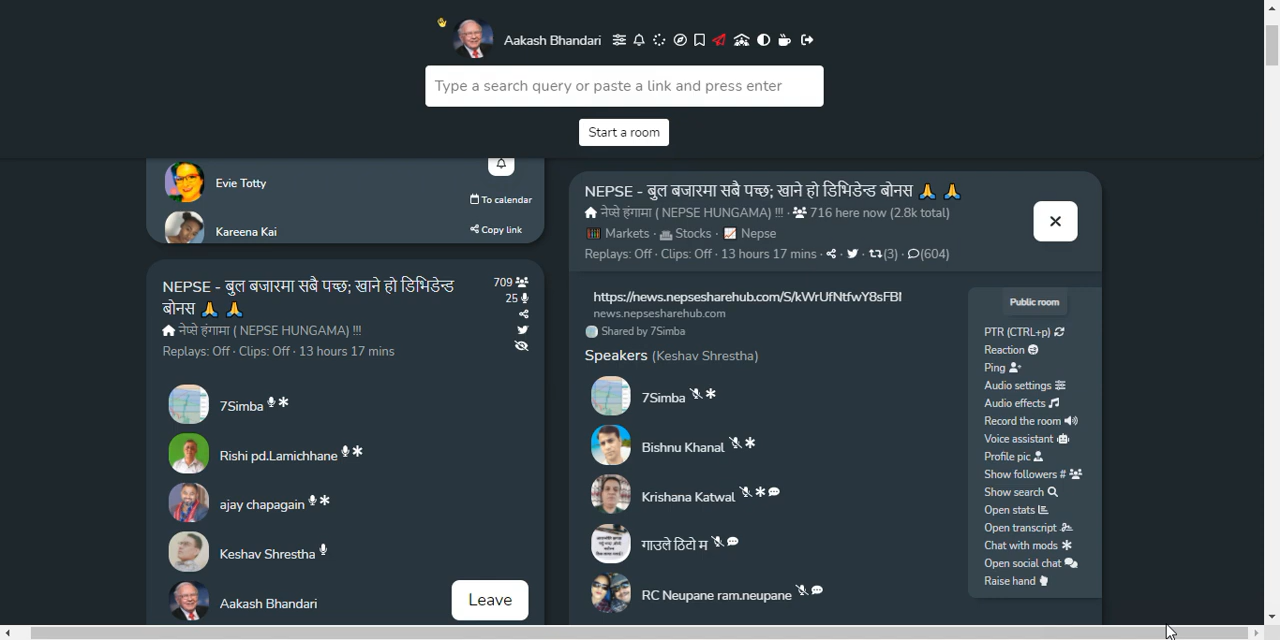 Aakash Bhandari
Type a search query or paste a link and press enter
Start a room
Evie Totty
To calendar
Kareena Kai
Copy link
NEPSE - बुल बजारमा सबै पच्छ; खाने हो डिभिडेन्ड
बोनस 🙏 🙏
709
25
नेप्से हंगामा ( NEPSE HUNGAMA) !!!
Replays: Off · Clips: Off · 13 hours 17 mins
7Simba
Rishi pd.Lamichhane
ajay chapagain
Keshav Shrestha
Aakash Bhandari
Leave
NEPSE - बुल बजारमा सबै पच्छ; खाने हो डिभिडेन्ड बोनस 🙏 🙏
नेप्से हंगामा ( NEPSE HUNGAMA) !!! · 716 here now (2.8k total)
Markets · Stocks · Nepse
Replays: Off · Clips: Off · 13 hours 17 mins · (3) · (604)
https://news.nepsesharehub.com/S/kWrUfNtfwY8sFBI
news.nepsesharehub.com
Shared by 7Simba
Speakers (Keshav Shrestha)
7Simba
Bishnu Khanal
Krishana Katwal
गाउले ठिटो म
RC Neupane ram.neupane
Public room
PTR (CTRL+p)
Reaction
Ping
Audio settings
Audio effects
Record the room
Voice assistant
Profile pic
Show followers #
Show search
Open stats
Open transcript
Chat with mods
Open social chat
Raise hand